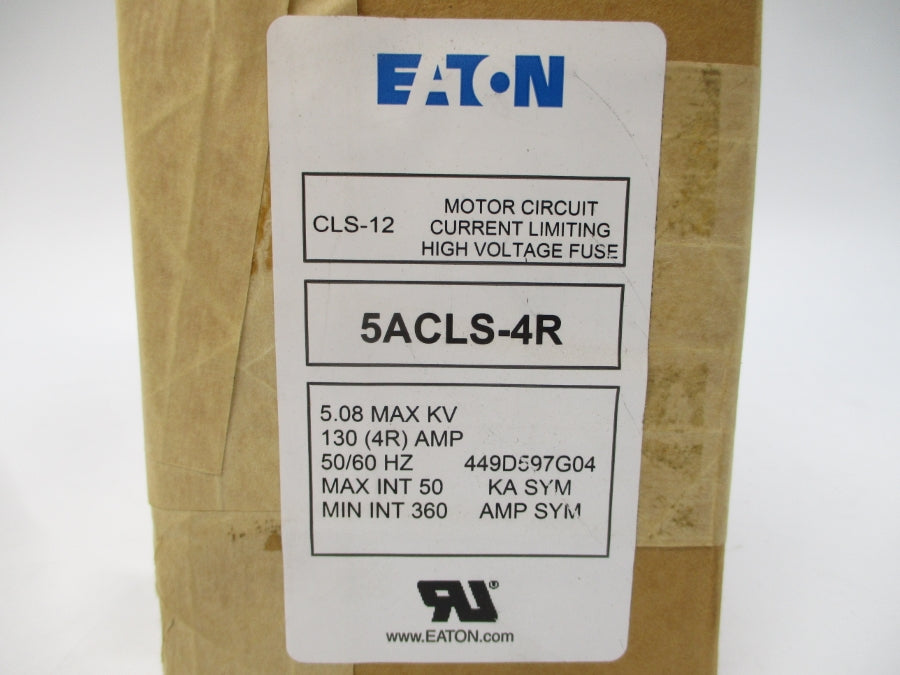 EATON
CLS-12
MOTOR CIRCUIT
CURRENT LIMITING
HIGH VOLTAGE FUSE
5ACLS-4R
5.08 MAX KV
130 (4R) AMP
50/60 HZ 449D597G04
MAX INT 50 KA SYM
MIN INT 360 AMP SYM
RU®
www.EATON.com